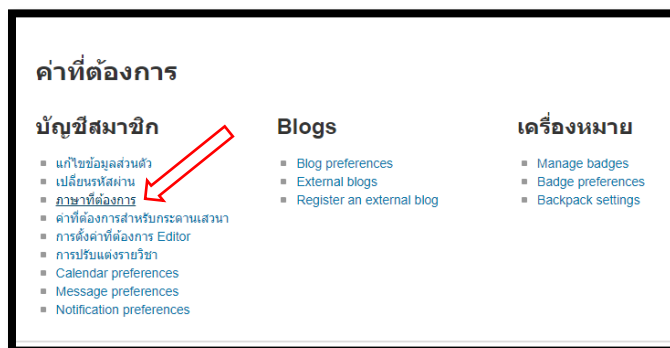 ค่าที่ต้องการ
บัญชีสมาชิก
แก้ไขข้อมูลส่วนตัว
เปลี่ยนรหัสผ่าน
ภาษาที่ต้องการ
ค่าที่ต้องการสำหรับกระดานเสวนา
การตั้งค่าที่ต้องการ Editor
การปรับแต่งรายวิชา
Calendar preferences
Message preferences
Notification preferences
Blogs
Blog preferences
External blogs
Register an external blog
เครื่องหมาย
Manage badges
Badge preferences
Backpack settings